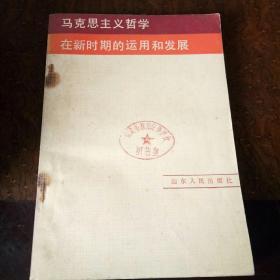 马克思主义哲学
在新时期的运用和发展
山东人民出版社